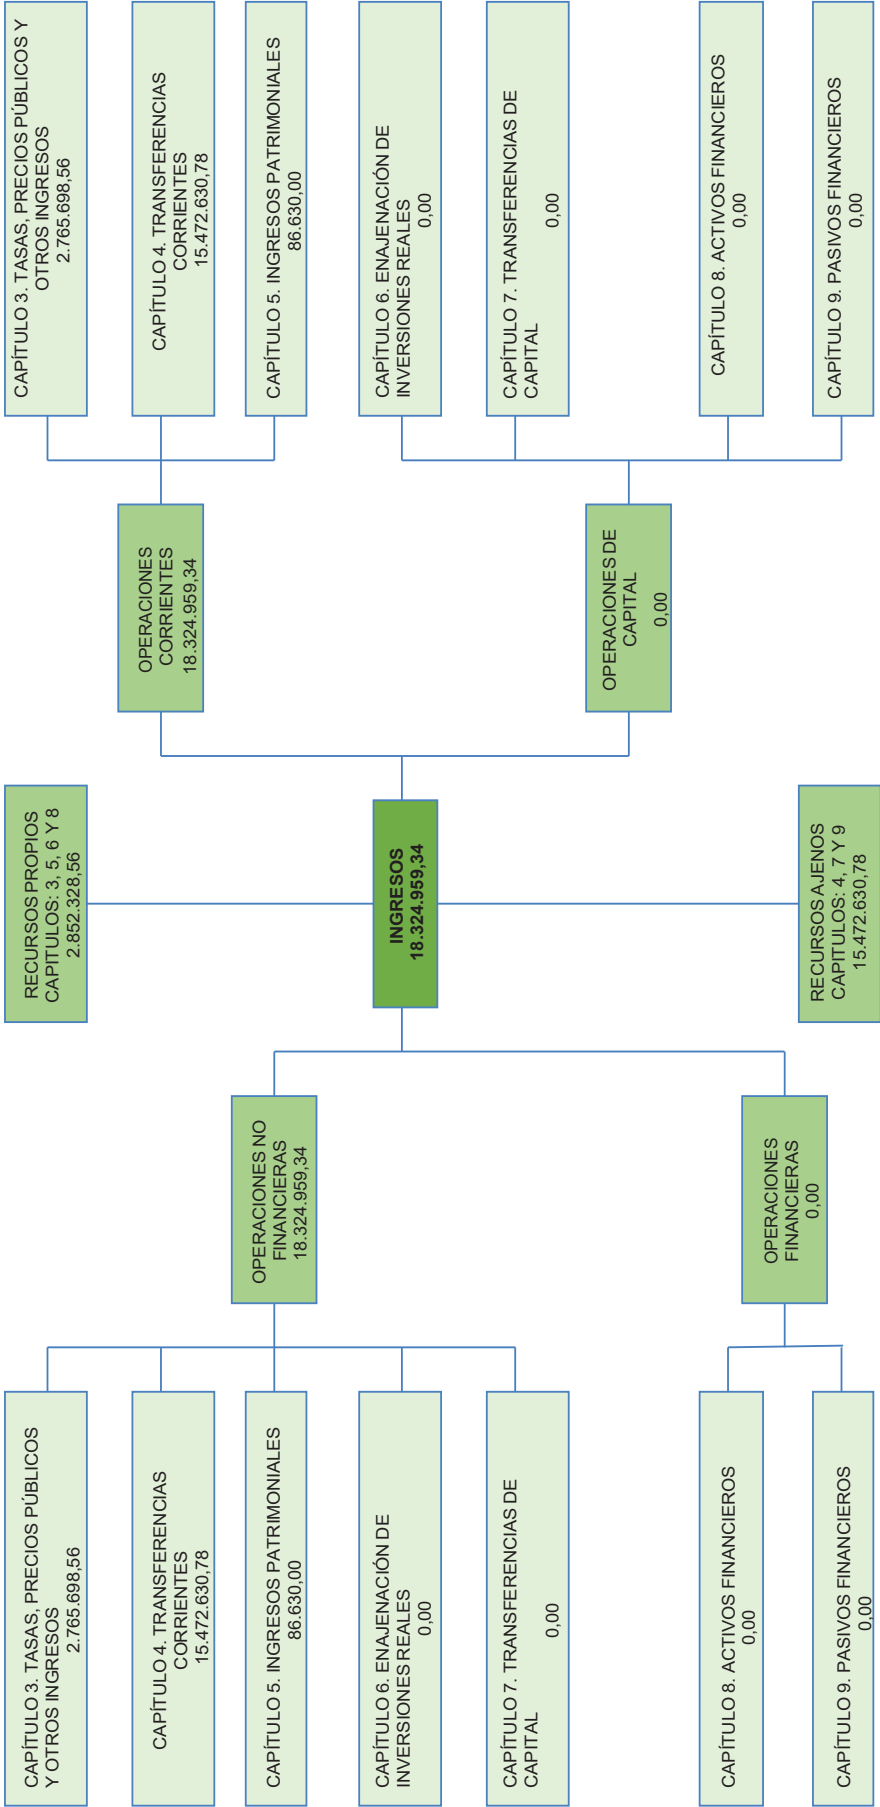 CAPÍTULO 3. TASAS, PRECIOS PÚBLICOS
Y OTROS INGRESOS
2.765.698,56
CAPÍTULO 4. TRANSFERENCIAS
CORRIENTES
15.472.630,78
CAPÍTULO 5. INGRESOS PATRIMONIALES
86.630,00
CAPÍTULO 6. ENAJENACIÓN DE
INVERSIONES REALES
0,00
CAPÍTULO 7. TRANSFERENCIAS DE
CAPITAL
0,00
CAPÍTULO 8. ACTIVOS FINANCIEROS
0,00
CAPÍTULO 9. PASIVOS FINANCIEROS
0,00
OPERACIONES NO
FINANCIERAS
18.324.959,34
OPERACIONES
FINANCIERAS
0,00
RECURSOS PROPIOS
CAPITULOS: 3, 5, 6 Y 8
2.852.328,56
INGRESOS
18.324.959,34
RECURSOS AJENOS
CAPITULOS: 4, 7 Y 9
15.472.630,78
OPERACIONES
CORRIENTES
18.324.959,34
OPERACIONES DE
CAPITAL
0,00
CAPÍTULO 3. TASAS, PRECIOS PÚBLICOS Y
OTROS INGRESOS
2.765.698,56
CAPÍTULO 4. TRANSFERENCIAS
CORRIENTES
15.472.630,78
CAPÍTULO 5. INGRESOS PATRIMONIALES
86.630,00
CAPÍTULO 6. ENAJENACIÓN DE
INVERSIONES REALES
0,00
CAPÍTULO 7. TRANSFERENCIAS DE
CAPITAL
0,00
CAPÍTULO 8. ACTIVOS FINANCIEROS
0,00
CAPÍTULO 9. PASIVOS FINANCIEROS
0,00